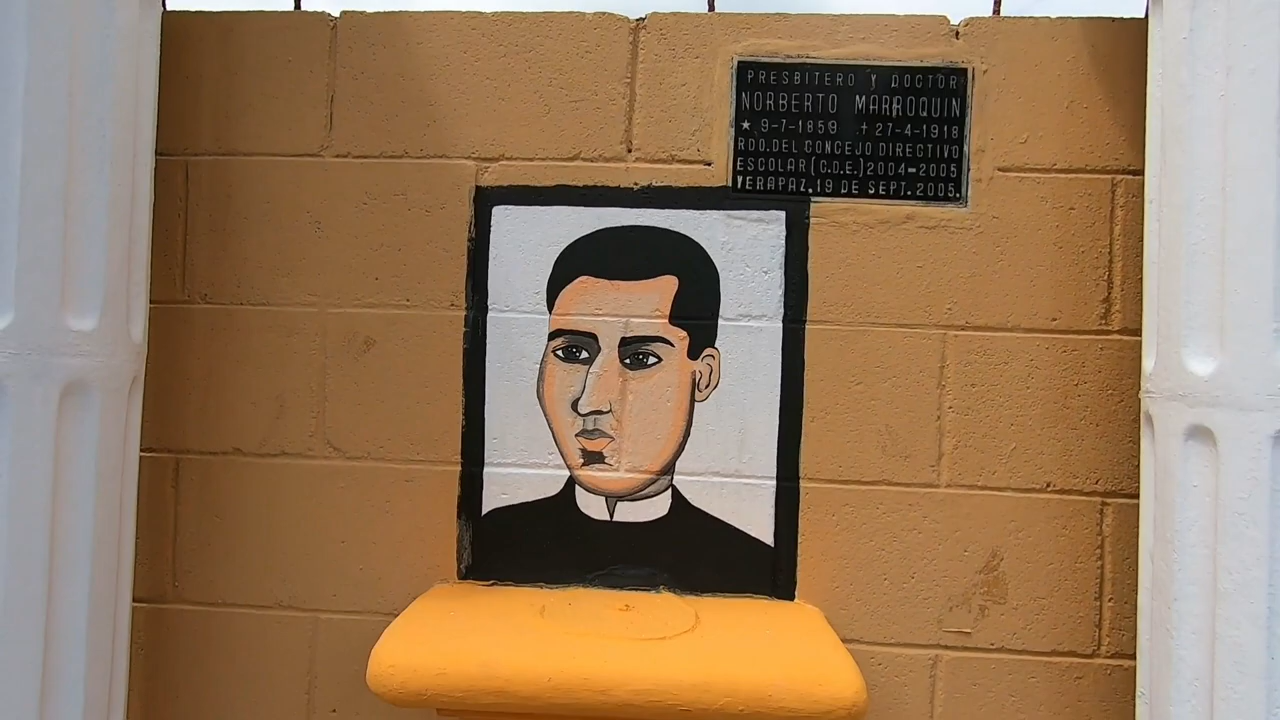 PRESBITERO Y DOCTOR
NORBERTO MARROQUIN
★ 9-7-1859 ✝ 27-4-1918
RDO. DEL CONCEJO DIRECTIVO
ESCOLAR (C.D.E.) 2004-2005
VERAPAZ, 19 DE SEPT. 2005.